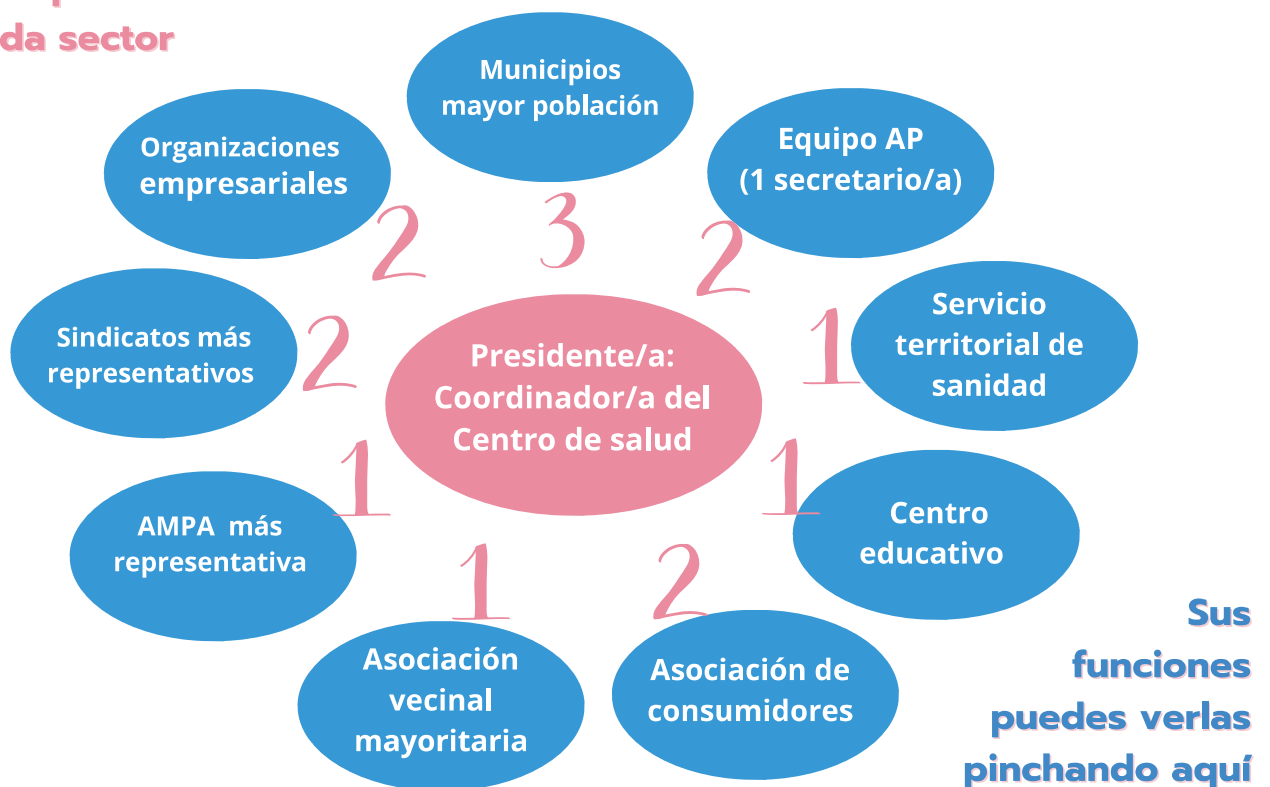 da sector
Municipios
mayor población
3
Organizaciones
empresariales
2
Equipo AP
(1 secretario/a)
2
Sindicatos más
representativos
2
Presidente/a:
Coordinador/a del
Centro de salud
Servicio
territorial de
sanidad
1
AMPA más
representativa
1
Centro
educativo
1
Asociación
vecinal
mayoritaria
1
Asociación de
consumidores
2
Sus
funciones
puedes verlas
pinchando aquí